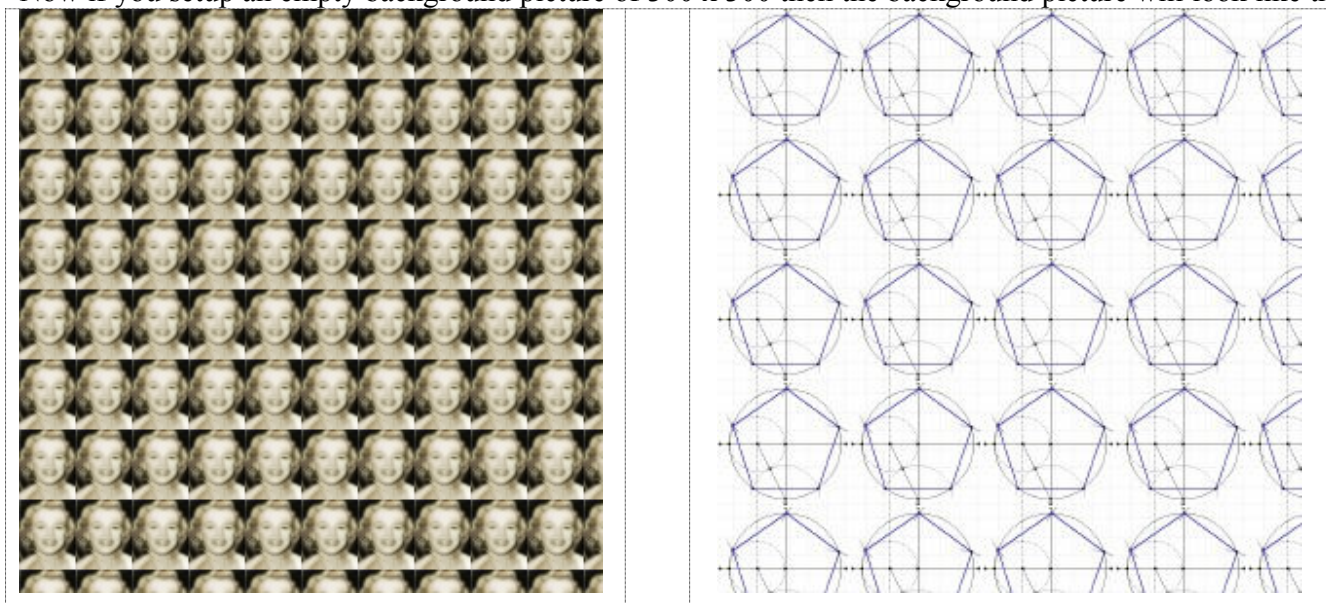 Now if you setup an empty background picture of 300 x 300 then the background picture will look like